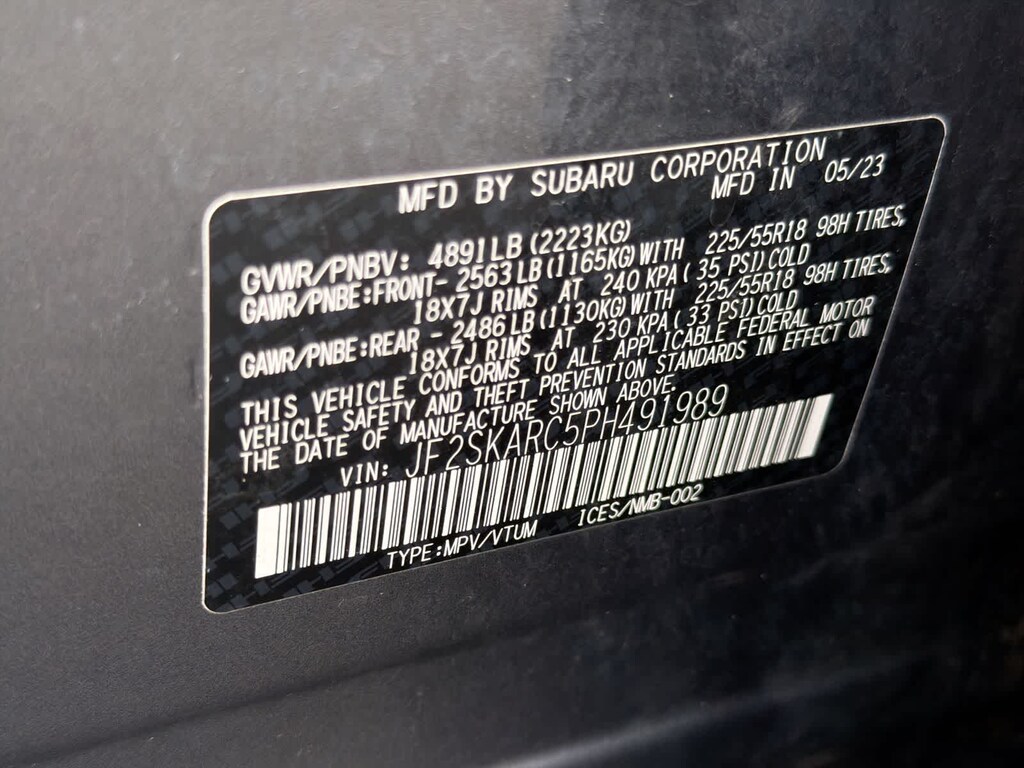 MFD BY SUBARU CORPORATION
MFD IN 05/23
GVWR/PNBV: 4891LB (2223KG)
GAWR/PNBE:FRONT- 2563LB (1165KG) WITH 225/55R18 98H TIRES,
18X7J RIMS AT 240 KPA ( 35 PSI) COLD
GAWR/PNBE:REAR - 2486LB (1130KG) WITH 225/55R18 98H TIRES,
18X7J RIMS AT 230 KPA ( 33 PSI) COLD
THIS VEHICLE CONFORMS TO ALL APPLICABLE FEDERAL MOTOR
VEHICLE SAFETY AND THEFT PREVENTION STANDARDS IN EFFECT ON
THE DATE OF MANUFACTURE SHOWN ABOVE.
VIN: JF2SKARC5PH491989
TYPE:MPV/VTUM ICES/NMB-002